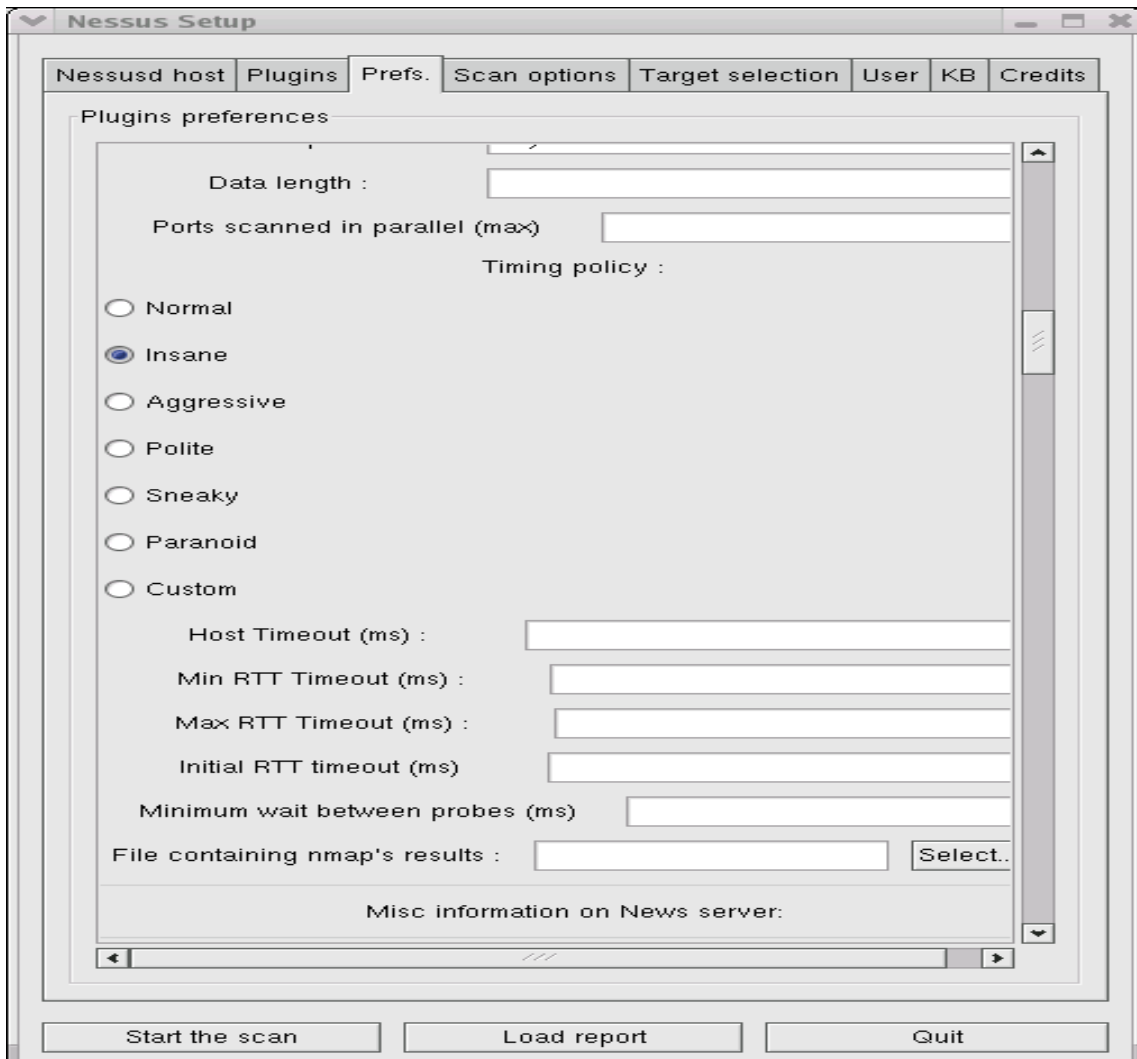 Nessus Setup
Nessusd host Plugins Prefs. Scan options Target selection User KB Credits
Plugins preferences
Data length :
Ports scanned in parallel (max)
Timing policy :
Normal
Insane
Aggressive
Polite
Sneaky
Paranoid
Custom
Host Timeout (ms) :
Min RTT Timeout (ms) :
Max RTT Timeout (ms) :
Initial RTT timeout (ms)
Minimum wait between probes (ms)
File containing nmap's results : Select..
Misc information on News server:
Start the scan Load report Quit